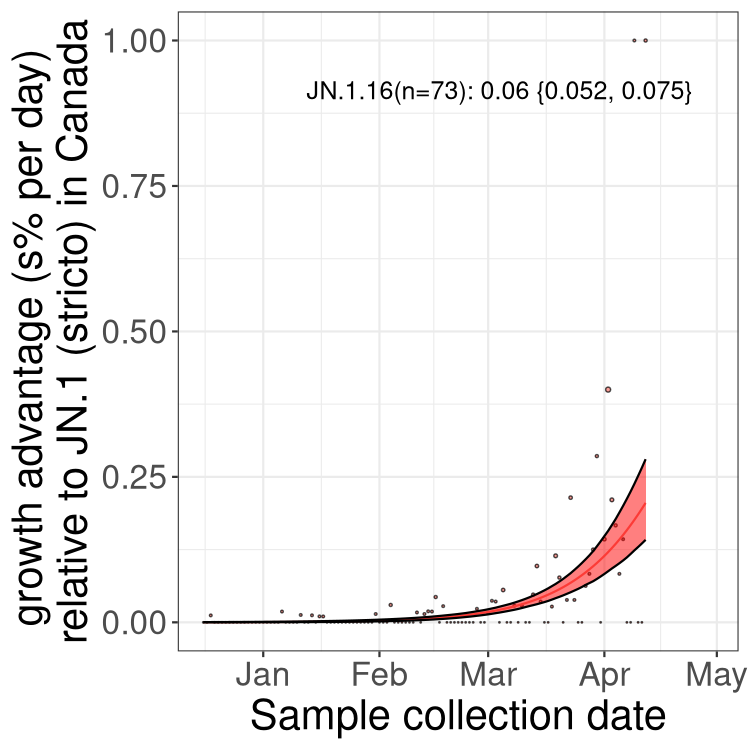 growth advantage (s% per day)
relative to JN.1 (stricto) in Canada
1.00
0.75
0.50
0.25
0.00
JN.1.16(n=73): 0.06 {0.052, 0.075}
Jan Feb Mar Apr May
Sample collection date